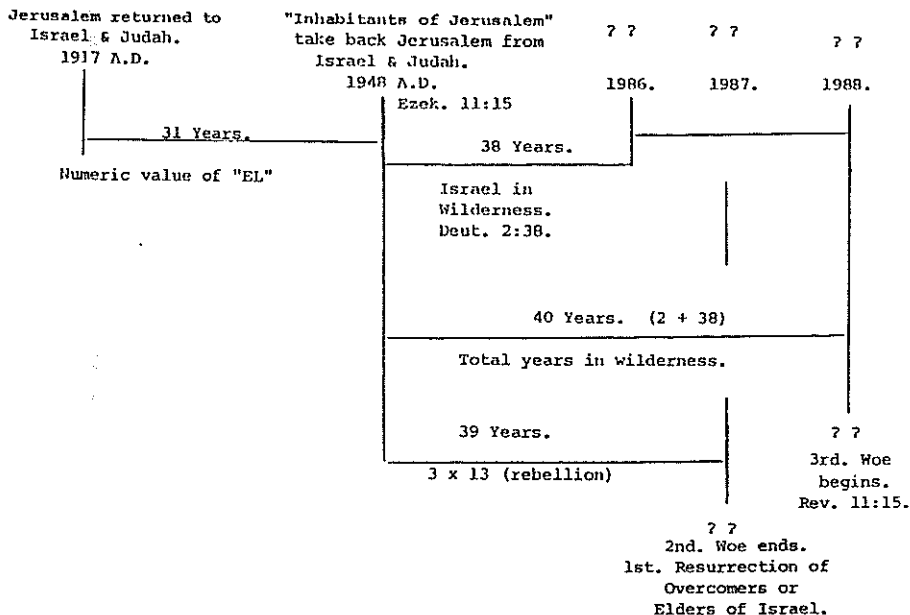 Jerusalem returned to
Israel & Judah.
1917 A.D.
"Inhabitants of Jerusalem"
take back Jerusalem from
Israel & Judah.
1948 A.D.
Ezek. 11:15
? ?
1986.
? ?
1987.
? ?
1988.
31 Years.
Numeric value of "EL"
38 Years.
Israel in
Wilderness.
Deut. 2:38.
40 Years. (2 + 38)
Total years in wilderness.
39 Years.
3 x 13 (rebellion)
? ?
3rd. Woe
begins.
Rev. 11:15.
? ?
2nd. Woe ends.
1st. Resurrection of
Overcomers or
Elders of Israel.